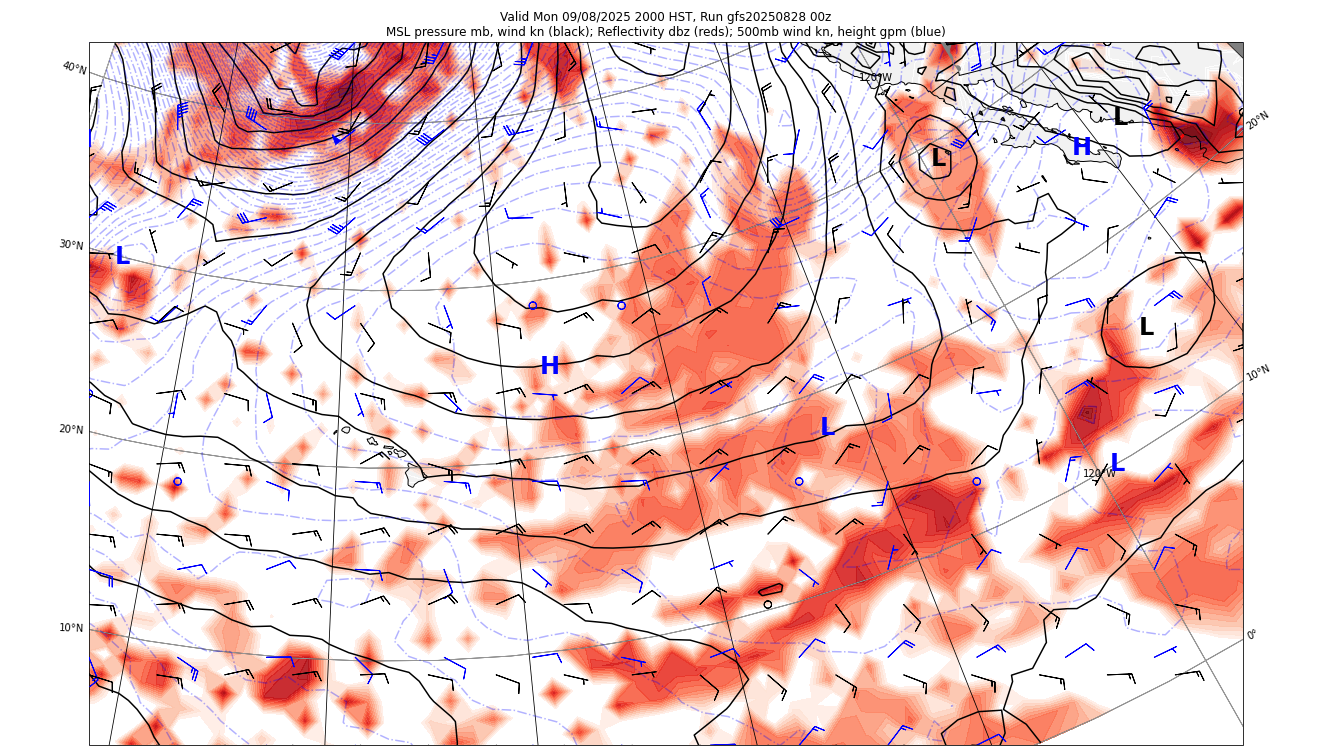 Valid Mon 09/08/2025 2000 HST, Run gfs20250828 00z
MSL pressure mb, wind kn (black); Reflectivity dbz (reds); 500mb wind kn, height gpm (blue)
40°N
120°W
L
20°N
H
L
30°N
L
L
H
10°N
20°N
L
L
120°W
10°N
0°